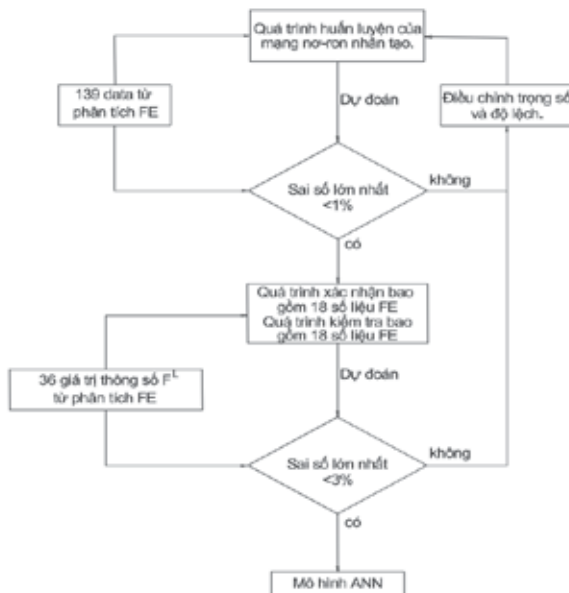 Quá trình huấn luyện của
mạng nơ-ron nhân tạo.
139 data từ
phân tích FE
Dự đoán
Điều chỉnh trọng số
và độ lệch.
Sai số lớn nhất
<1%
không
có
Quá trình xác nhận bao
gồm 18 số liệu FE
Quá trình kiểm tra bao
gồm 18 số liệu FE
36 giá trị thông số F^L
từ phân tích FE
Dự đoán
Sai số lớn nhất
<3%
không
có
Mô hình ANN